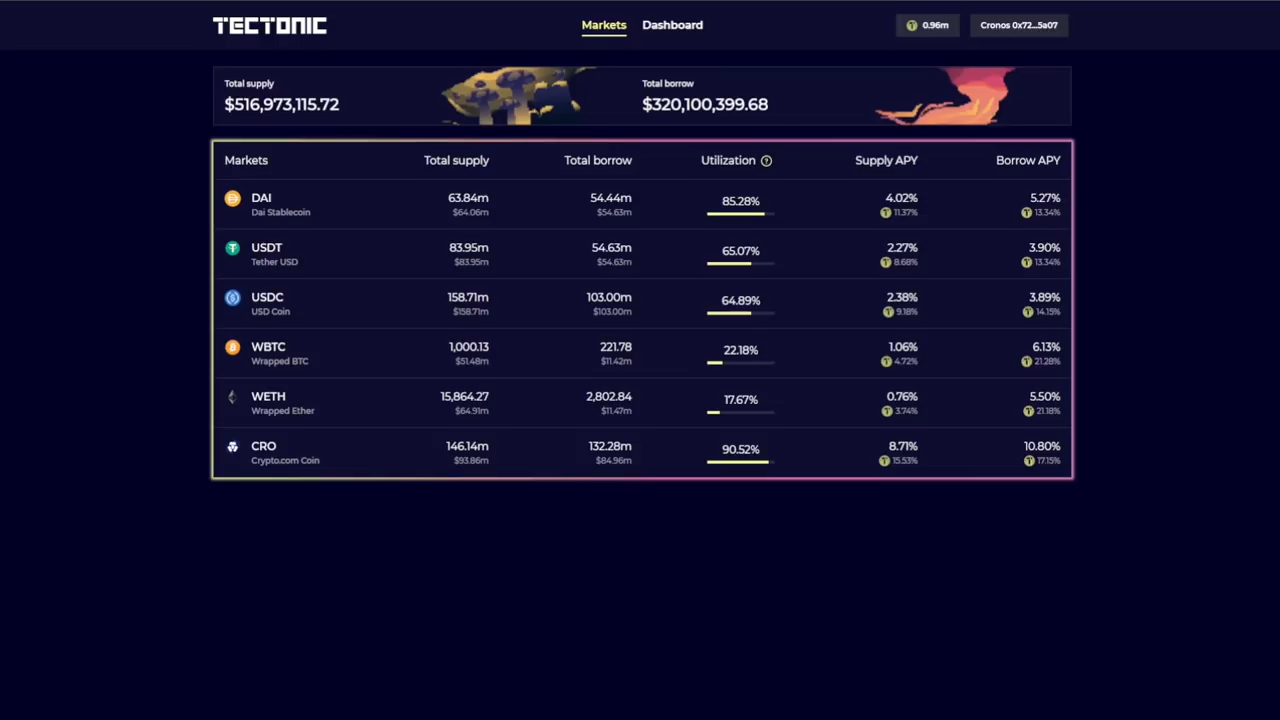 TECTONIC
Markets Dashboard
0.96m
Cronos 0x72...5a07
Total supply
$516,973,115.72
Total borrow
$320,100,399.68
Markets Total supply Total borrow Utilization ? Supply APY Borrow APY
DAI 63.84m 54.44m 85.28% 4.02% 5.27%
Dai Stablecoin $64.06m $54.63m 11.37% 13.34%
USDT 83.95m 54.63m 65.07% 2.27% 3.90%
Tether USD $83.95m $54.63m 8.68% 13.34%
USDC 158.71m 103.00m 64.89% 2.38% 3.89%
USD Coin $158.71m $103.00m 9.18% 14.15%
WBTC 1,000.13 221.78 22.18% 1.06% 6.13%
Wrapped BTC $51.48m $11.42m 4.72% 21.28%
WETH 15,864.27 2,802.84 17.67% 0.76% 5.50%
Wrapped Ether $64.91m $11.47m 3.74% 21.18%
CRO 146.14m 132.28m 90.52% 8.71% 10.80%
Crypto.com Coin $93.86m $84.96m 15.53% 17.15%